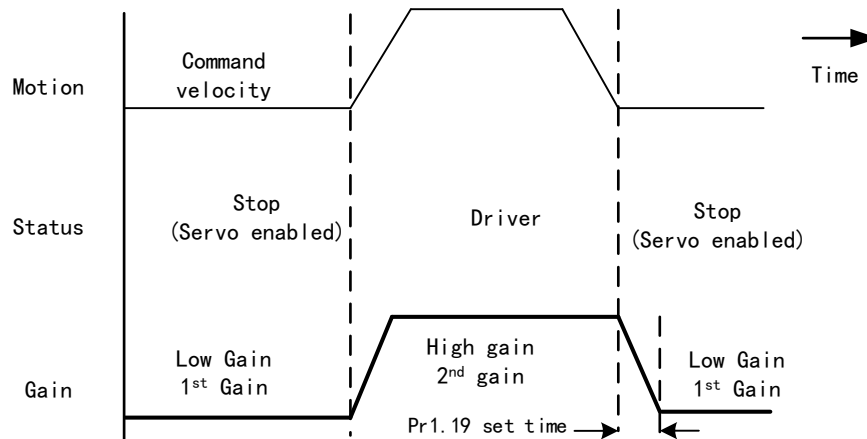 Command
velocity
Motion
Time
Status
Stop
(Servo enabled)
Driver
Stop
(Servo enabled)
Gain
Low Gain
1st Gain
High gain
2nd gain
Low Gain
1st Gain
Pr1.19 set time